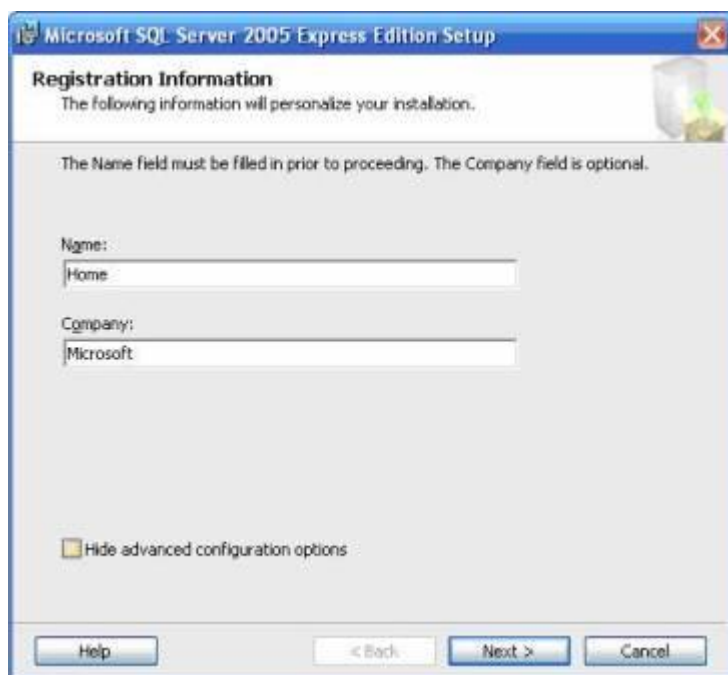 Microsoft SQL Server 2005 Express Edition Setup
Registration Information
The following information will personalize your installation.
The Name field must be filled in prior to proceeding. The Company field is optional.
Name:
Home
Company:
Microsoft
Hide advanced configuration options
Help < Back Next > Cancel